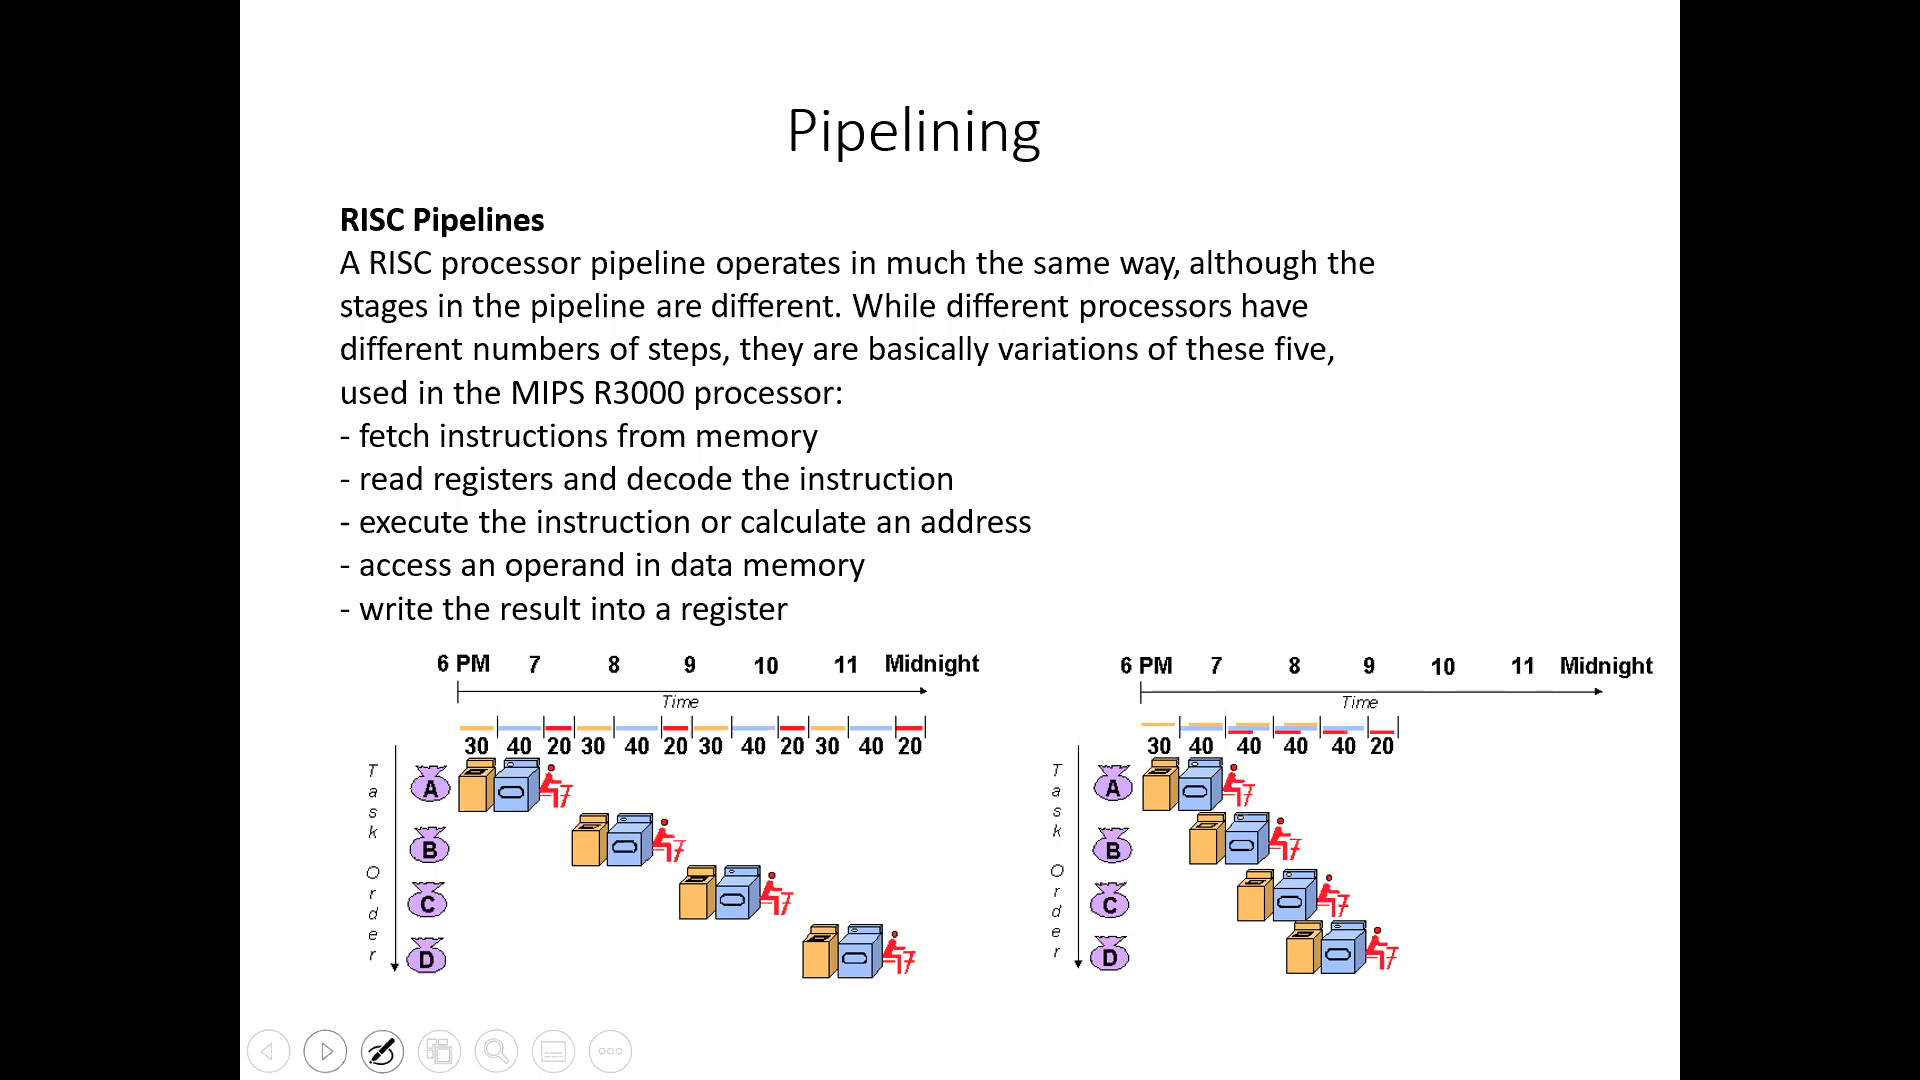 Pipelining
RISC Pipelines
A RISC processor pipeline operates in much the same way, although the
stages in the pipeline are different. While different processors have
different numbers of steps, they are basically variations of these five,
used in the MIPS R3000 processor:
- fetch instructions from memory
- read registers and decode the instruction
- execute the instruction or calculate an address
- access an operand in data memory
- write the result into a register
6 PM 7 8 9 10 11 Midnight
Time
30 40 20 30 40 20 30 40 20 30 40 20
Task Order
A
B
C
D
6 PM 7 8 9 10 11 Midnight
Time
30 40 40 40 40 20
Task Order
A
B
C
D